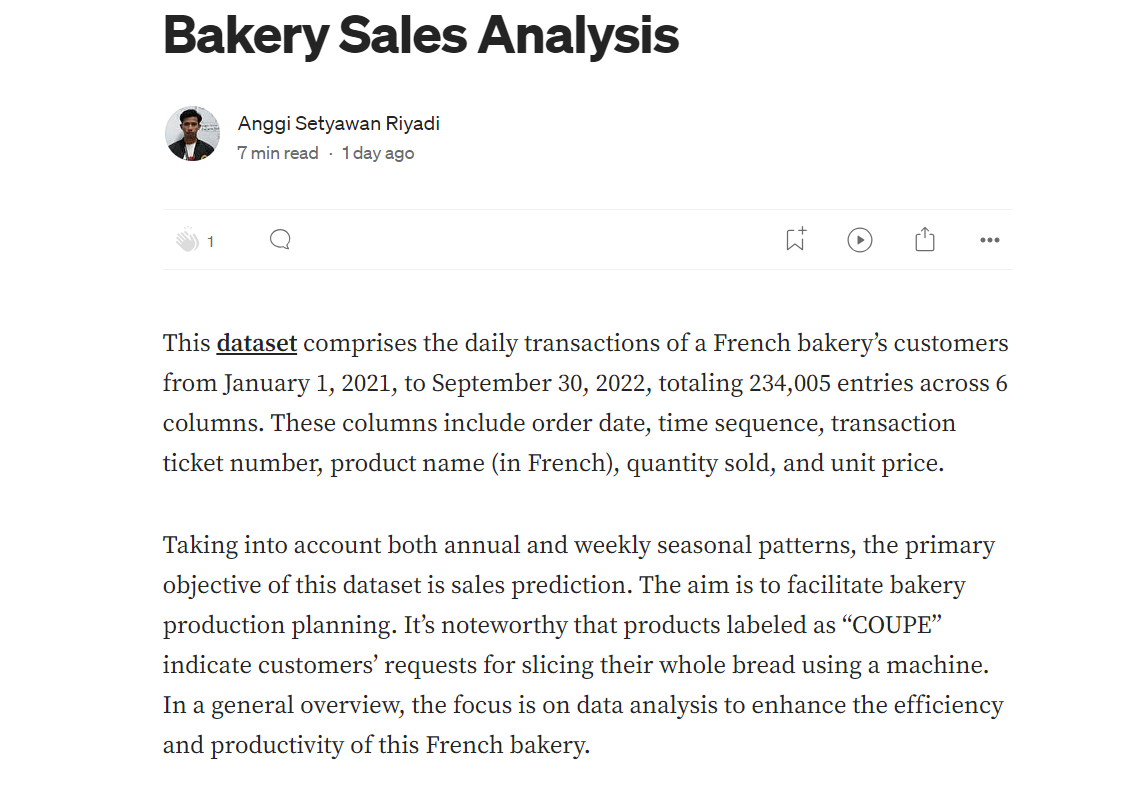 Bakery Sales Analysis
Anggi Setyawan Riyadi
7 min read · 1 day ago
1
This dataset comprises the daily transactions of a French bakery’s customers
from January 1, 2021, to September 30, 2022, totaling 234,005 entries across 6
columns. These columns include order date, time sequence, transaction
ticket number, product name (in French), quantity sold, and unit price.
Taking into account both annual and weekly seasonal patterns, the primary
objective of this dataset is sales prediction. The aim is to facilitate bakery
production planning. It’s noteworthy that products labeled as “COUPE”
indicate customers’ requests for slicing their whole bread using a machine.
In a general overview, the focus is on data analysis to enhance the efficiency
and productivity of this French bakery.